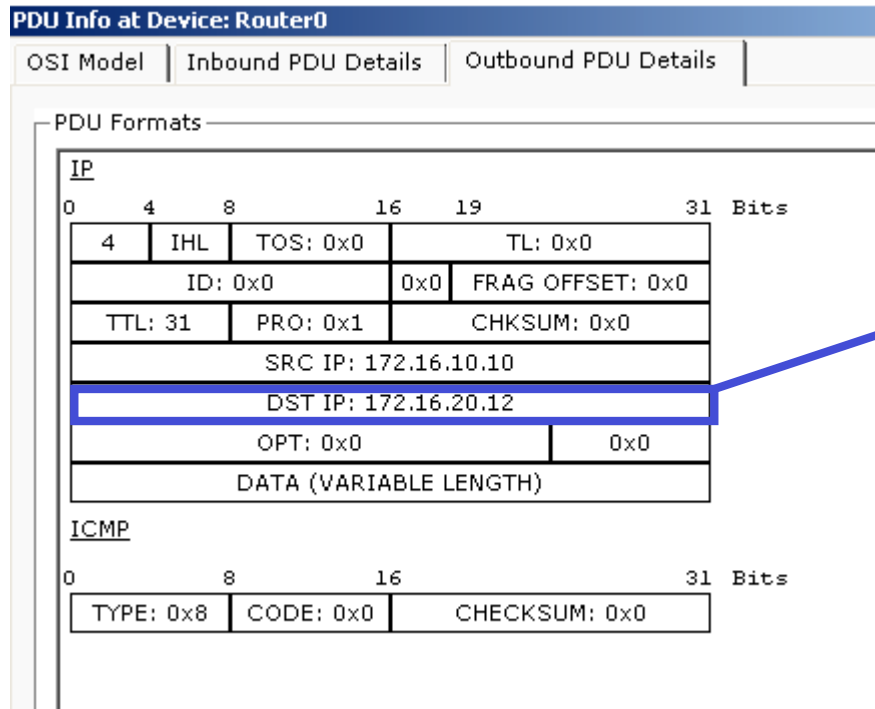 PDU Info at Device: Router0
OSI Model Inbound PDU Details Outbound PDU Details
PDU Formats
IP
0 4 8 16 19 31 Bits
4 IHL TOS: 0x0 TL: 0x0
ID: 0x0 0x0 FRAG OFFSET: 0x0
TTL: 31 PRO: 0x1 CHKSUM: 0x0
SRC IP: 172.16.10.10
DST IP: 172.16.20.12
OPT: 0x0 0x0
DATA (VARIABLE LENGTH)
ICMP
0 8 16 31 Bits
TYPE: 0x8 CODE: 0x0 CHECKSUM: 0x0